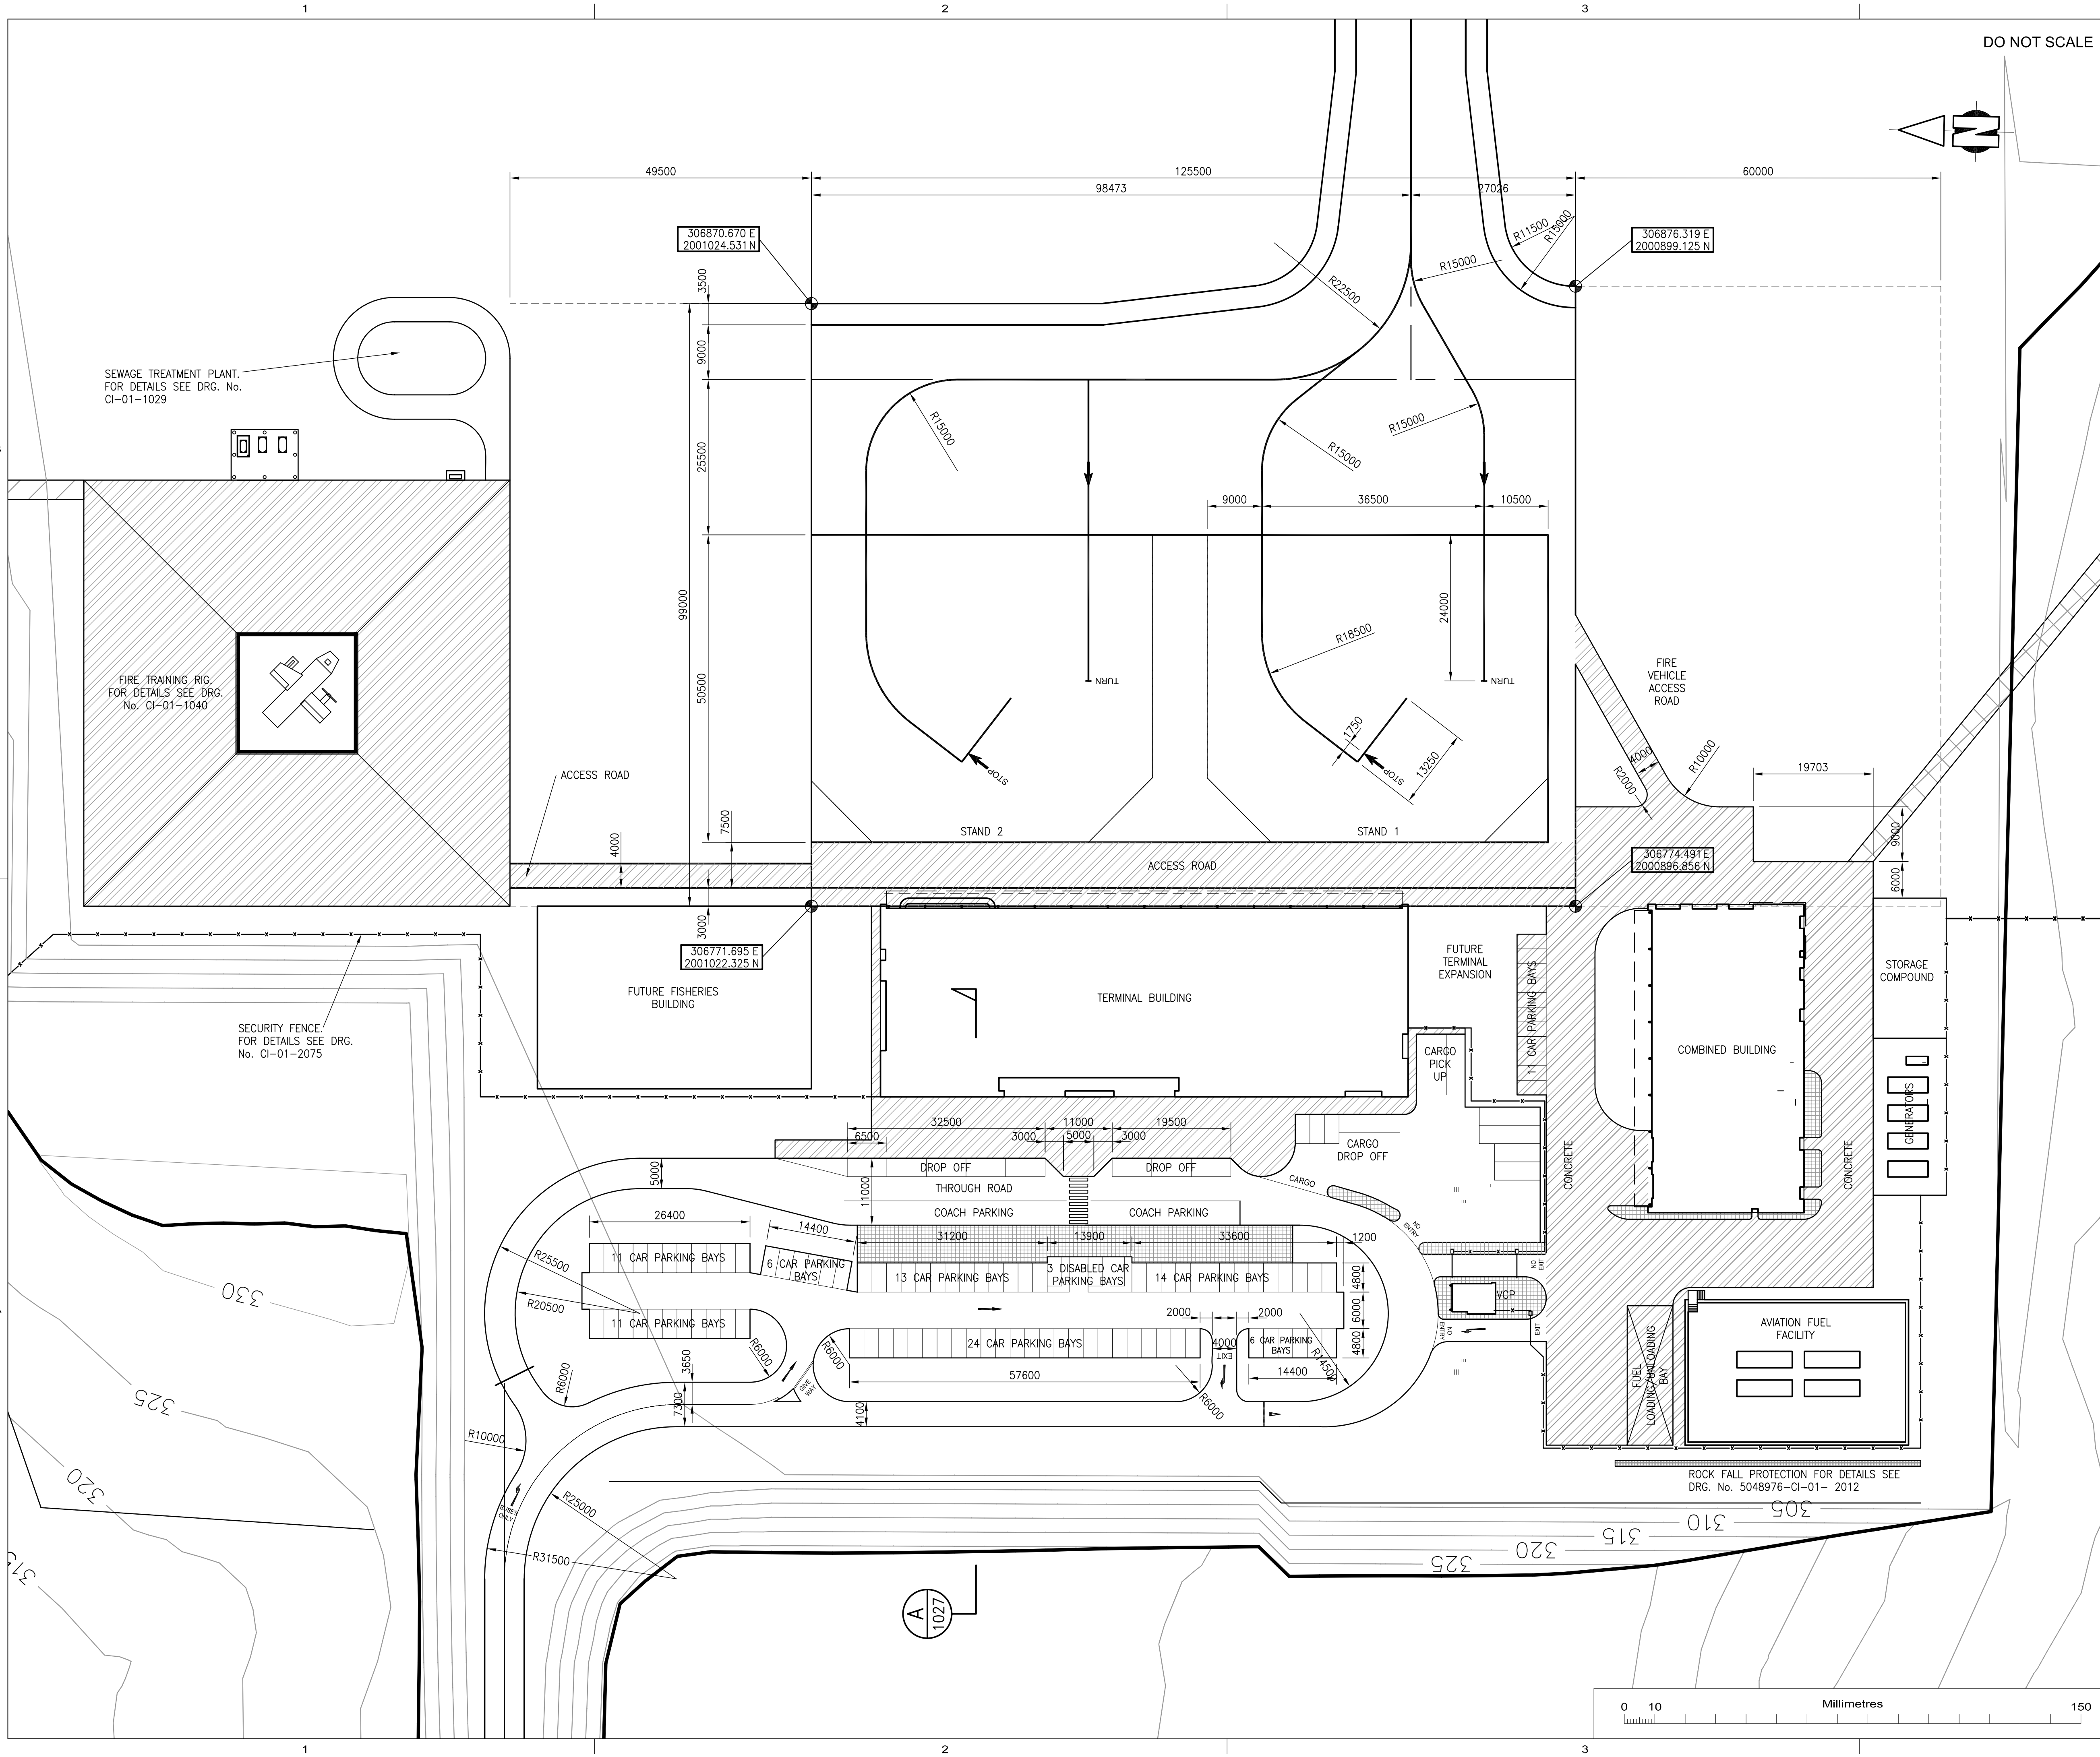 1
2
3
DO NOT SCALE
N
49500
125500
60000
98473
27026
306870.670 E
2001024.531 N
306876.319 E
2000899.125 N
3500
R11500
R15000
R15000
R22500
9000
SEWAGE TREATMENT PLANT.
FOR DETAILS SEE DRG. No.
CI-01-1029
R15000
R15000
R15000
25500
9000
36500
10500
99000
50500
24000
R18500
FIRE TRAINING RIG.
FOR DETAILS SEE DRG.
No. CI-01-1040
TURN
TURN
FIRE
VEHICLE
ACCESS
ROAD
1750
13250
STOP
STOP
4000
R2000
R10000
19703
ACCESS ROAD
7500
4000
STAND 2
STAND 1
9000
6000
ACCESS ROAD
306774.491 E
2000896.856 N
3000
306771.695 E
2001022.325 N
FUTURE FISHERIES
BUILDING
TERMINAL BUILDING
FUTURE
TERMINAL
EXPANSION
11 CAR PARKING BAYS
STORAGE
COMPOUND
SECURITY FENCE.
FOR DETAILS SEE DRG.
No. CI-01-2075
CARGO
PICK
UP
COMBINED BUILDING
GENERATORS
32500
11000
19500
6500
3000
5000
3000
CARGO
DROP OFF
CONCRETE
CONCRETE
DROP OFF
DROP OFF
5000
11000
THROUGH ROAD
CARGO
COACH PARKING
COACH PARKING
NO
ENTRY
26400
14400
31200
13900
33600
1200
R25500
11 CAR PARKING BAYS
6 CAR PARKING
BAYS
13 CAR PARKING BAYS
3 DISABLED CAR
PARKING BAYS
14 CAR PARKING BAYS
4800
NO
EXIT
VCP
R20500
11 CAR PARKING BAYS
2000
2000
6000
NO
ENTRY
EXIT
24 CAR PARKING BAYS
4000
EXIT
6 CAR PARKING
BAYS
4800
R6000
R6000
R6000
3650
7300
GIVE
WAY
57600
14400
R14500
R6000
4100
AVIATION FUEL
FACILITY
FUEL
LOADING/UNLOADING
BAY
330
325
320
315
R10000
BUSES
ONLY
R25000
R31500
ROCK FALL PROTECTION FOR DETAILS SEE
DRG. No. 5048976-CI-01- 2012
305
310
315
320
325
A
1027
0
10
Millimetres
150
1
2
3